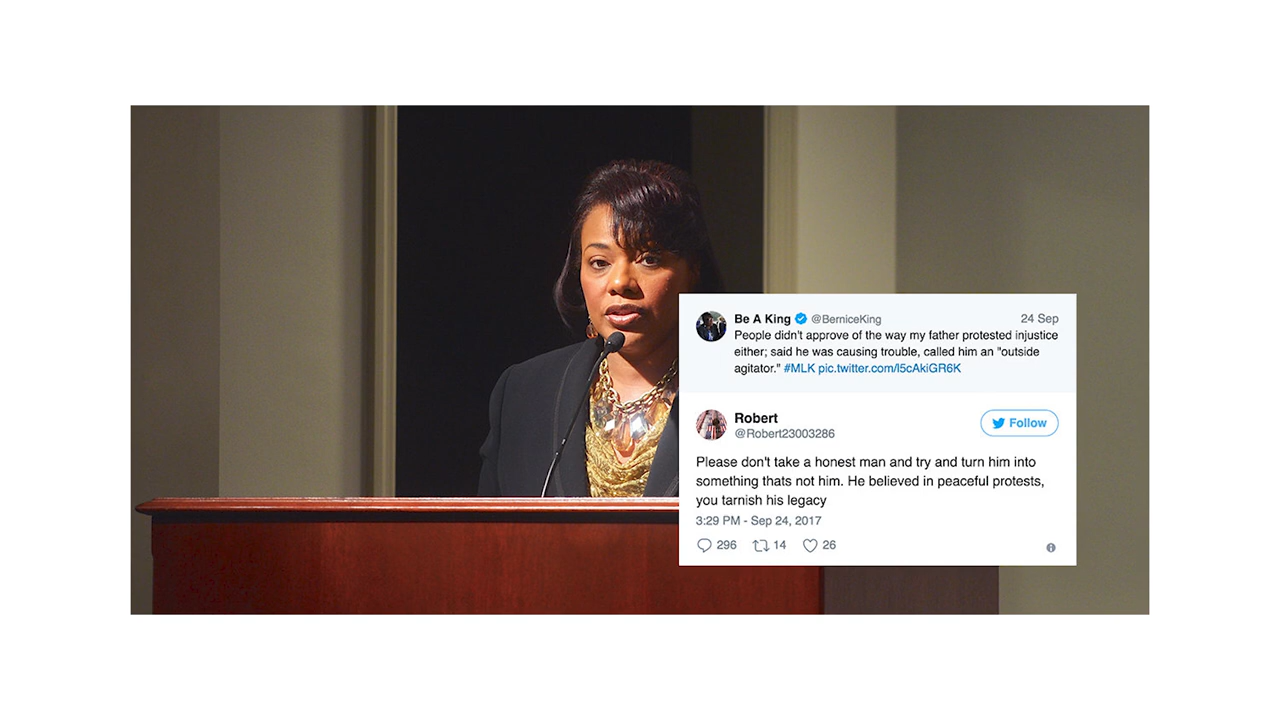 Be A King @BerniceKing 24 Sep
People didn't approve of the way my father protested injustice
either; said he was causing trouble, called him an "outside
agitator." #MLK pic.twitter.com/l5cAkiGR6K
Robert
@Robert23003286
Follow
Please don't take a honest man and try and turn him into
something thats not him. He believed in peaceful protests,
you tarnish his legacy
3:29 PM - Sep 24, 2017
296 14 26